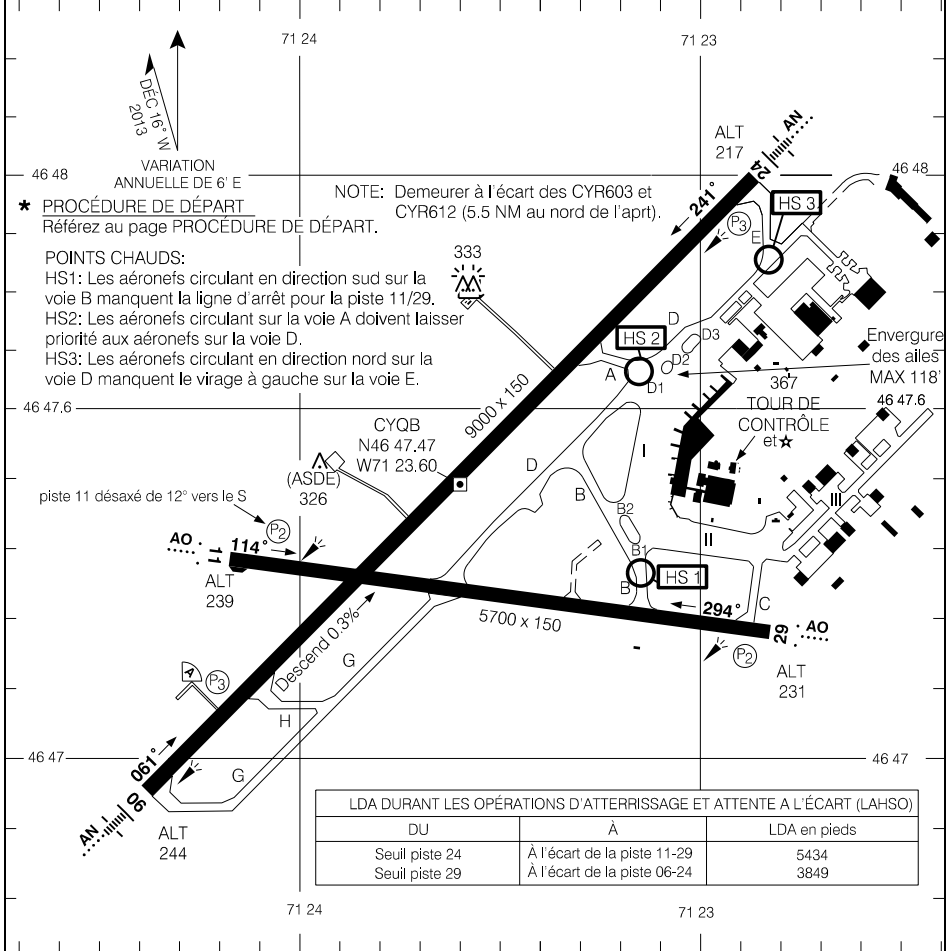 71 24
71 23
DÉC 16° W
2013
VARIATION
ANNUELLE DE 6' E
ALT
217
AN
24
46 48
46 48
NOTE: Demeurer à l'écart des CYR603 et
CYR612 (5.5 NM au nord de l'aprt).
* PROCÉDURE DE DÉPART
Référez au page PROCÉDURE DE DÉPART.
241°
HS 3
P3
E
POINTS CHAUDS:
HS1: Les aéronefs circulant en direction sud sur la
voie B manquent la ligne d'arrêt pour la piste 11/29.
HS2: Les aéronefs circulant sur la voie A doivent laisser
priorité aux aéronefs sur la voie D.
HS3: Les aéronefs circulant en direction nord sur la
voie D manquent le virage à gauche sur la voie E.
333
D
HS 2
D3
D2
A
D1
Envergure
des ailes
MAX 118'
367
TOUR DE
CONTRÔLE
et☆
46 47.6
46 47.6
9000 x 150
CYQB
N46 47.47
W71 23.60
(ASDE)
326
D
I
B
B2
III
piste 11 désaxé de 12° vers le S
P2
AO
11
114°
ALT
239
B1
II
HS 1
B
294°
C
5700 x 150
29
AO
P2
ALT
231
Descend 0.3%
G
A
P3
H
G
46 47
46 47
061°
06
AN
ALT
244
LDA DURANT LES OPÉRATIONS D'ATTERRISSAGE ET ATTENTE A L'ÉCART (LAHSO)
DU À LDA en pieds
Seuil piste 24 À l'écart de la piste 11-29 5434
Seuil piste 29 À l'écart de la piste 06-24 3849
71 24
71 23